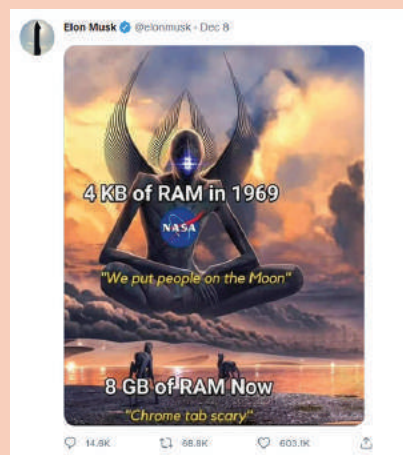 Elon Musk @elonmusk · Dec 8
4 KB of RAM in 1969
NASA
"We put people on the Moon"
8 GB of RAM Now
"Chrome tab scary"
14.8K 68.8K 603.1K